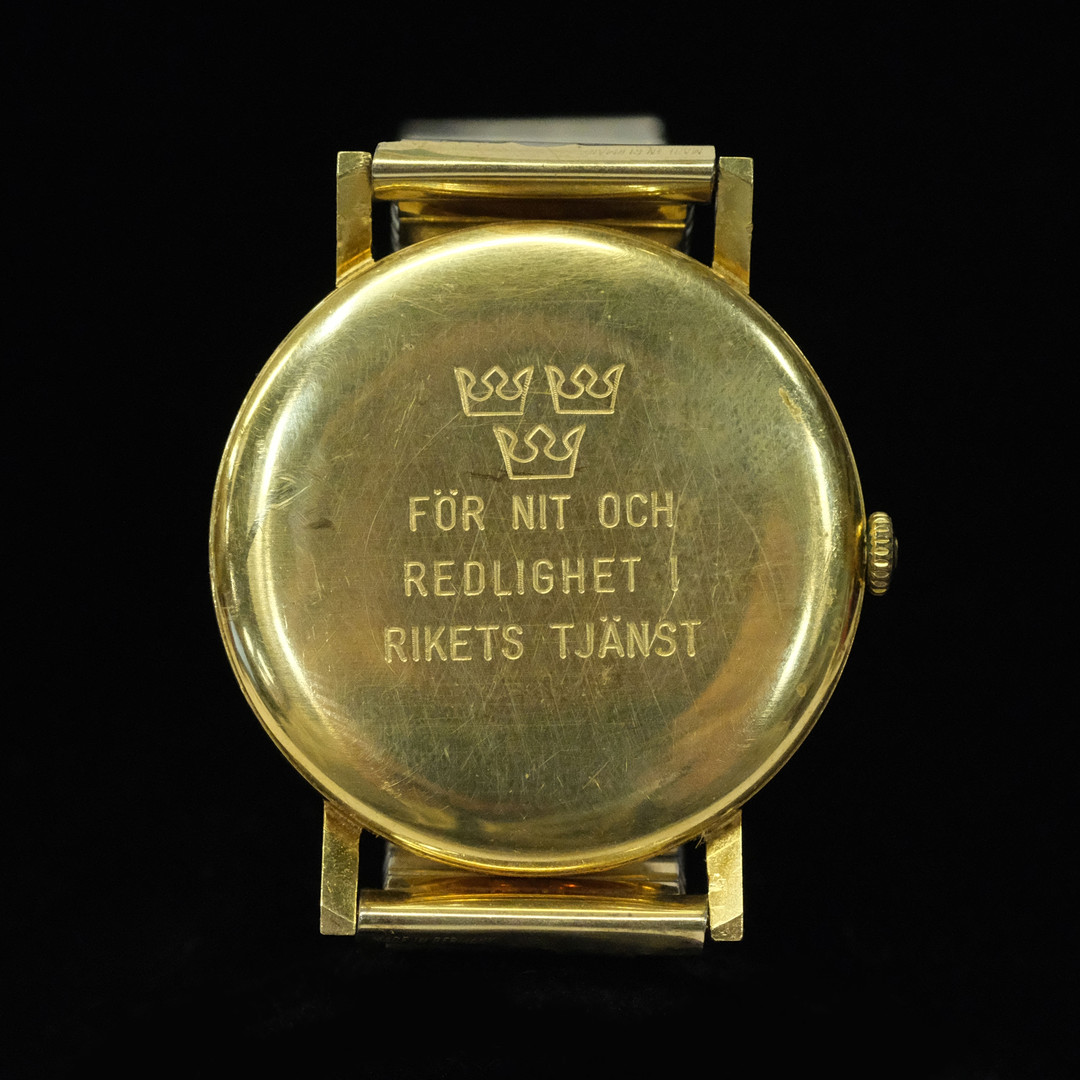 FÖR NIT OCH
REDLIGHET I
RIKETS TJÄNST